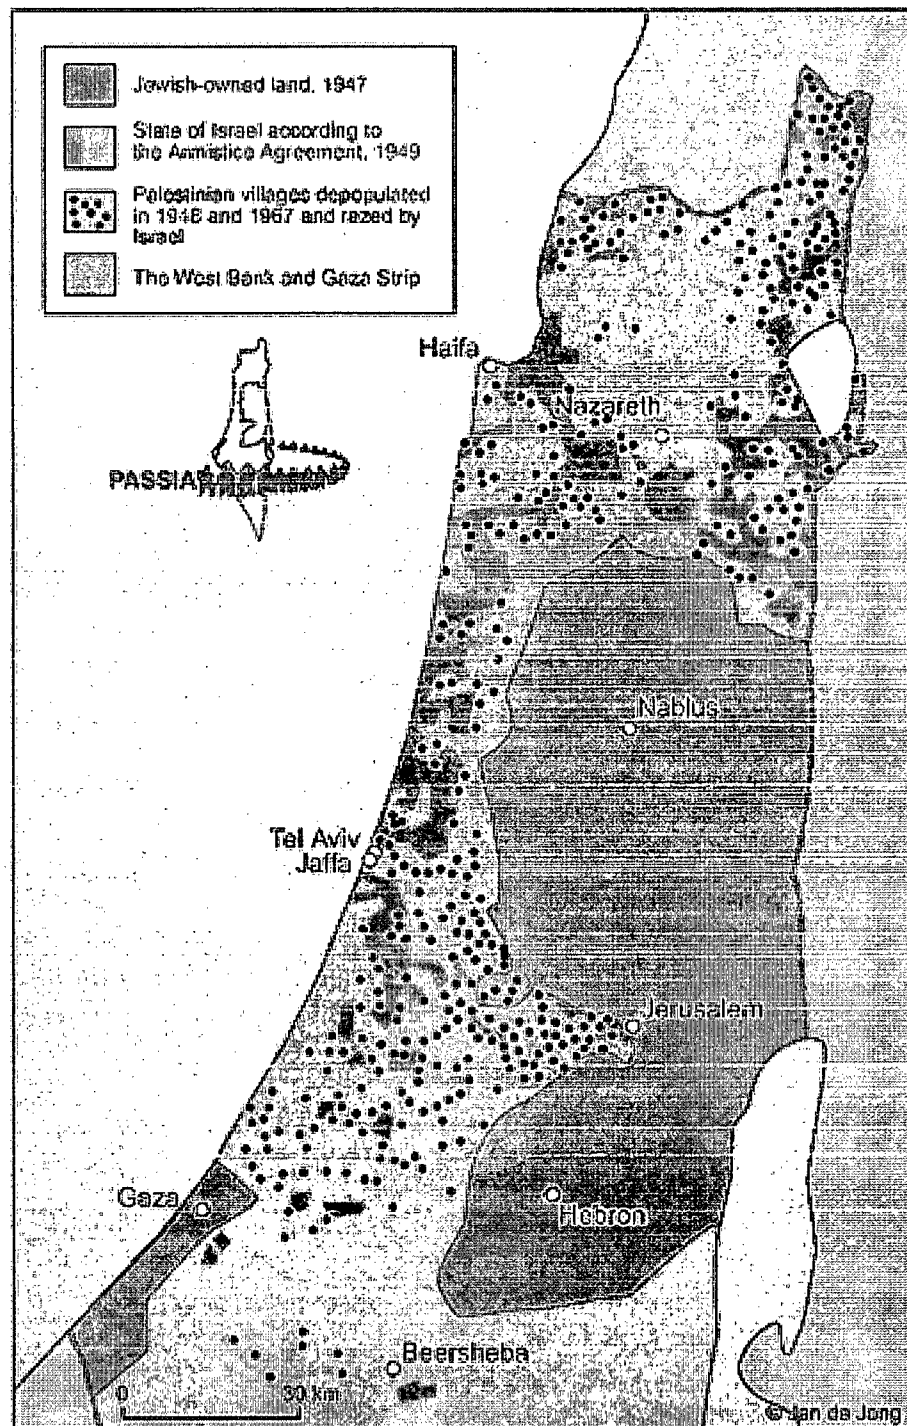 Jewish-owned land, 1947
State of Israel according to
the Armistice Agreement, 1949
Palestinian villages depopulated
in 1948 and 1967 and razed by
Israel
The West Bank and Gaza Strip
Haifa
Nazareth
PASSIA
Nablus
Tel Aviv
Jaffa
Jerusalem
Gaza
Hebron
Beersheba
0 30 km
© Jan de Jong